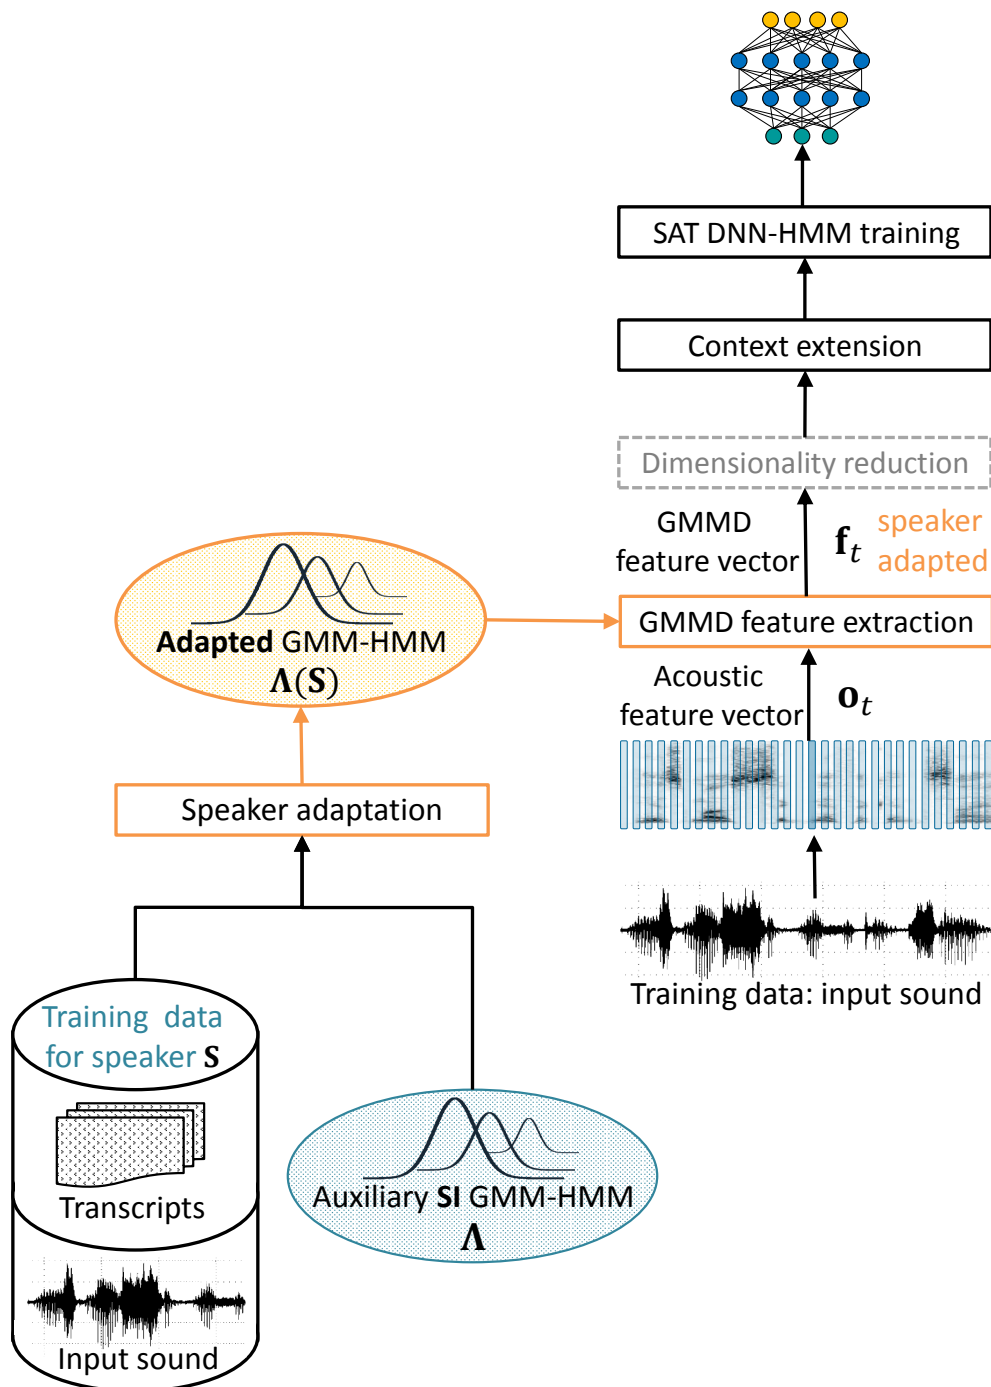 SAT DNN-HMM training
Context extension
Dimensionality reduction
GMMD
feature vector
𝐟ₜ
speaker
adapted
GMMD feature extraction
Adapted GMM-HMM
Λ(S)
Acoustic
feature vector
𝐨ₜ
Speaker adaptation
Training data: input sound
Training data
for speaker S
Transcripts
Input sound
Auxiliary SI GMM-HMM
Λ